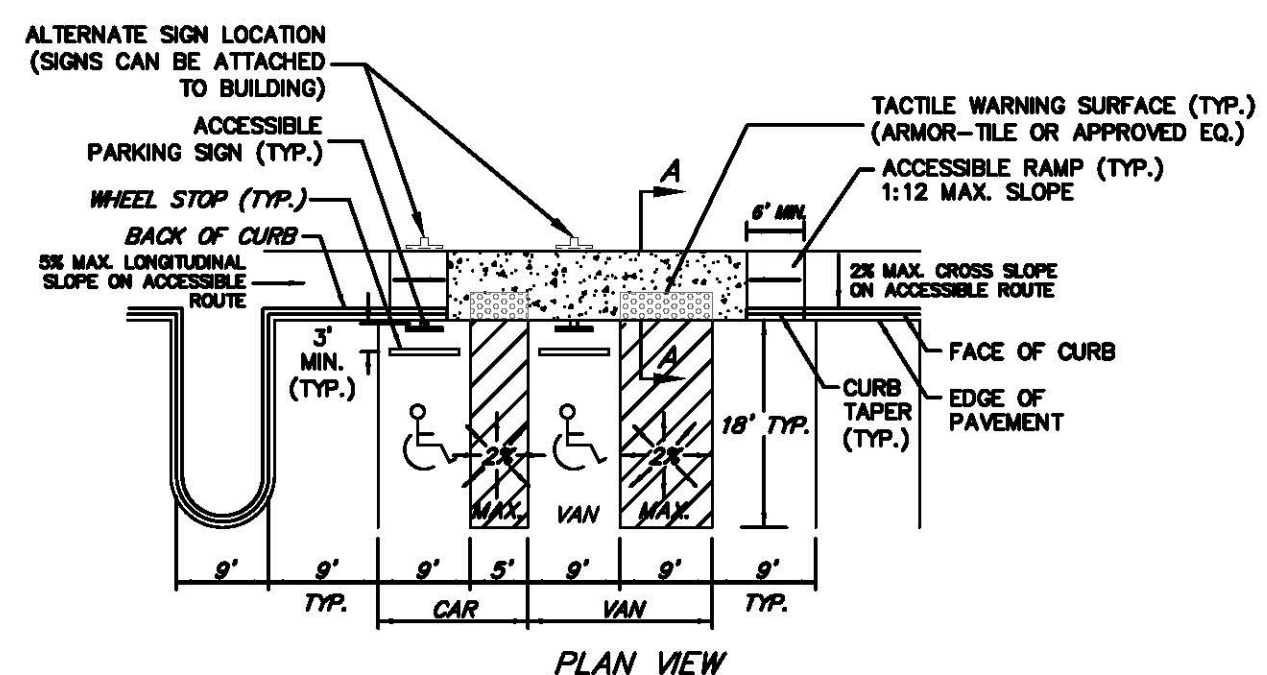 ALTERNATE SIGN LOCATION
(SIGNS CAN BE ATTACHED
TO BUILDING)
ACCESSIBLE
PARKING SIGN (TYP.)
WHEEL STOP (TYP.)
BACK OF CURB
5% MAX. LONGITUDINAL
SLOPE ON ACCESSIBLE
ROUTE
TACTILE WARNING SURFACE (TYP.)
(ARMOR-TILE OR APPROVED EQ.)
ACCESSIBLE RAMP (TYP.)
1:12 MAX. SLOPE
A
6' MIN.
2% MAX. CROSS SLOPE
ON ACCESSIBLE ROUTE
3'
MIN.
(TYP.)
A
FACE OF CURB
CURB
TAPER
(TYP.)
EDGE OF
PAVEMENT
18' TYP.
2%
MAX.
VAN
2%
MAX.
9'
9'
TYP.
9'
5'
9'
9'
9'
TYP.
CAR
VAN
PLAN VIEW